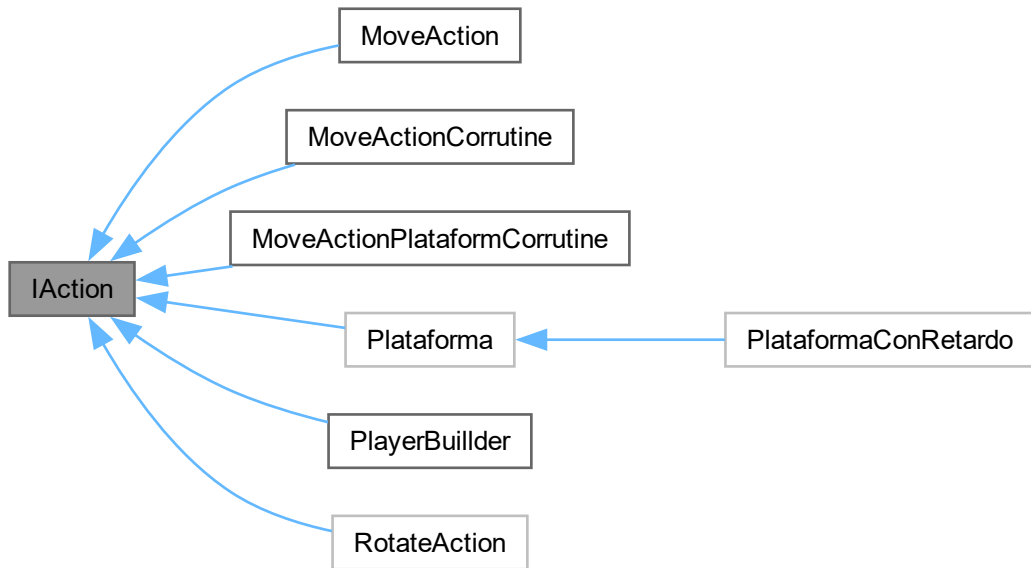 MoveAction
MoveActionCorrutine
MoveActionPlataformCorrutine
IAction
Plataforma
PlataformaConRetardo
PlayerBuillder
RotateAction